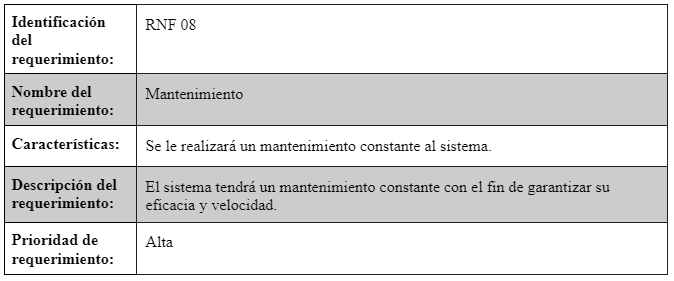 Identificación
del
requerimiento:
RNF 08
Nombre del
requerimiento:
Mantenimiento
Características:
Se le realizará un mantenimiento constante al sistema.
Descripción del
requerimiento:
El sistema tendrá un mantenimiento constante con el fin de garantizar su
eficacia y velocidad.
Prioridad de
requerimiento:
Alta